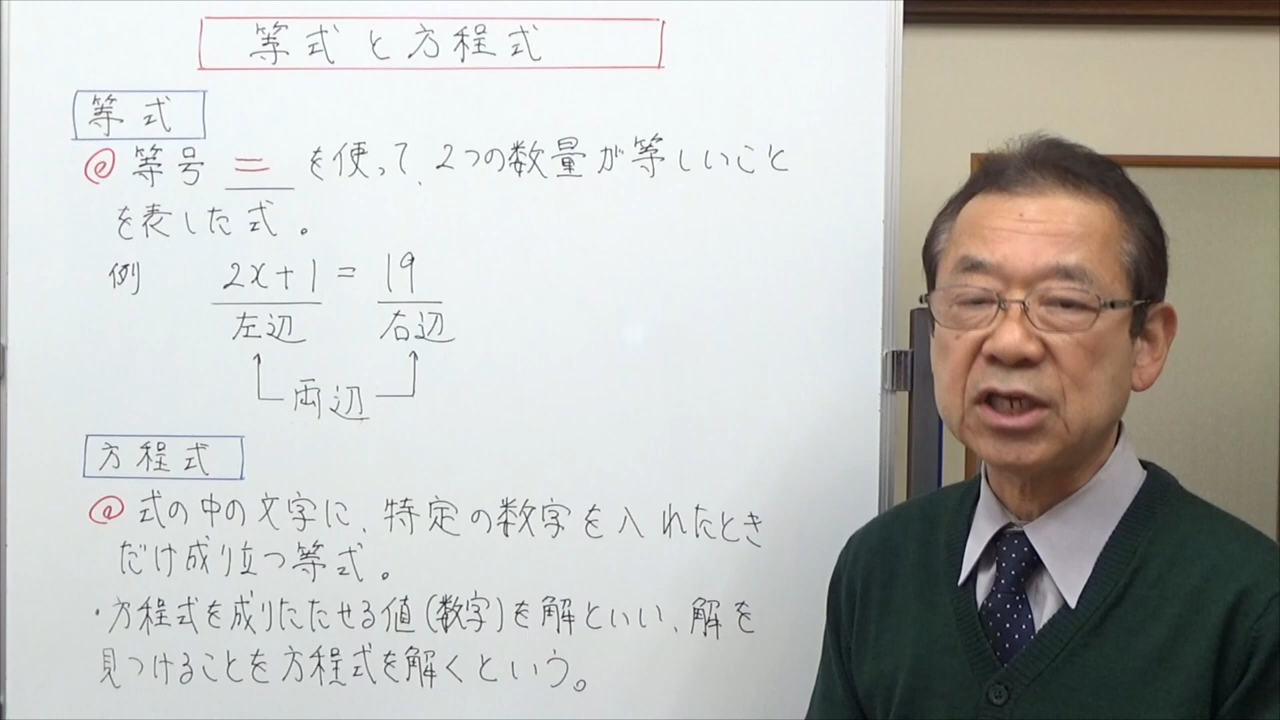 等式と方程式
等式
@ 等号 = を使って、2つの数量が等しいこと
を表した式。
例 2x+1 = 19
左辺 右辺
両辺
方程式
@ 式の中の文字に、特定の数字を入れたとき
だけ成り立つ等式。
・方程式を成りたたせる値(数字)を解といい、解を
見つけることを方程式を解くという。